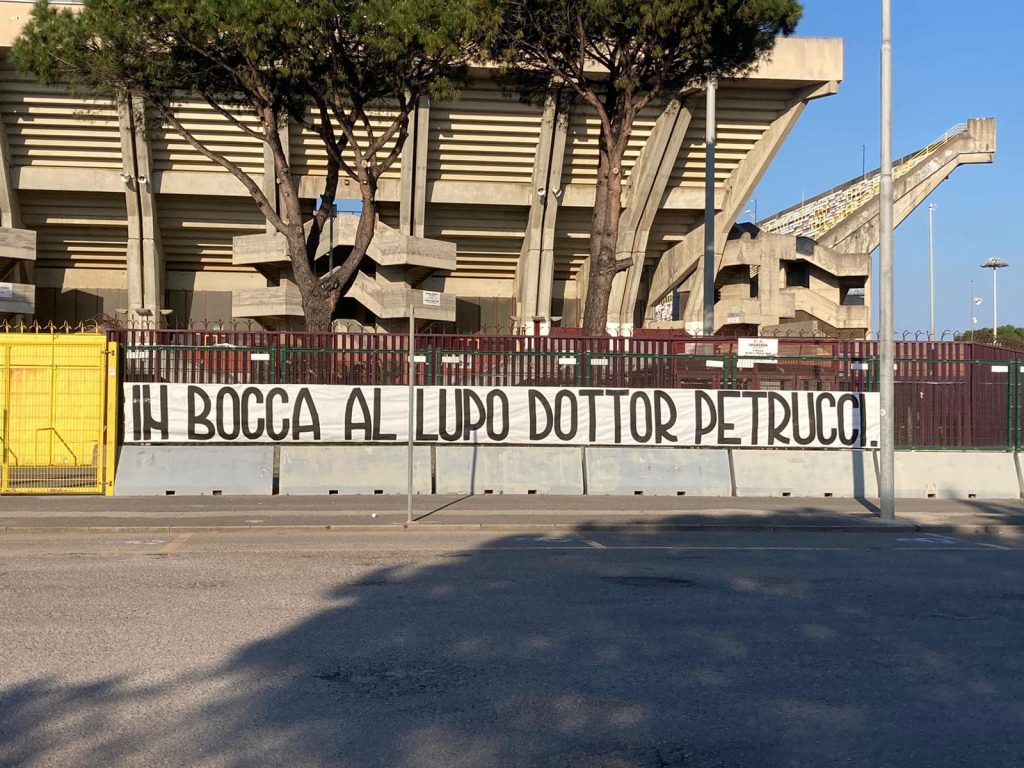 IN BOCCA AL LUPO DOTTOR PETRUCCI.